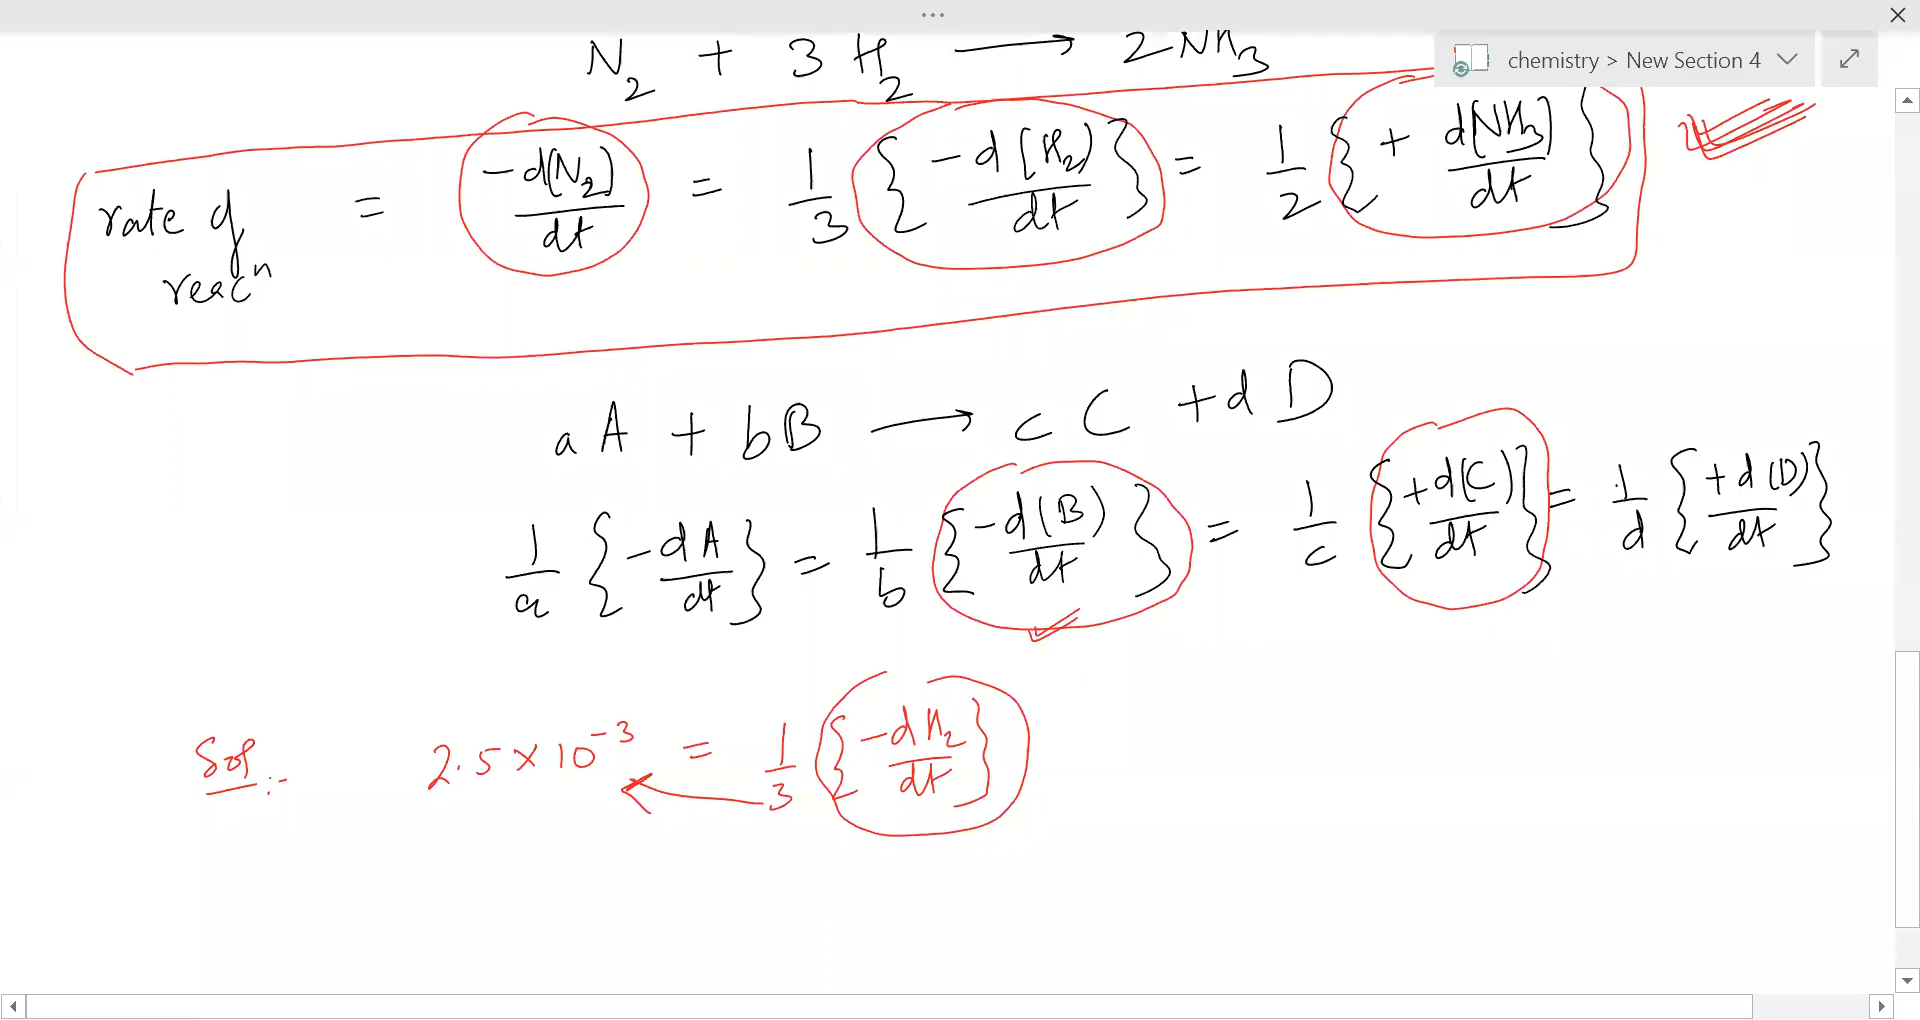 chemistry > New Section 4
N₂ + 3 H₂ ⟶ 2NH₃
rate of reacⁿ = -d(N₂)/dt = 1/3 { -d[H₂)/dt } = 1/2 { + d(NH₃)/dt }
aA + bB ⟶ cC + dD
1/a { -dA/dt } = 1/b { -d(B)/dt } = 1/c { +d(C)/dt } = 1/d { +d(D)/dt }
Sol :- 2.5 × 10⁻³ = 1/3 { -dH₂/dt }